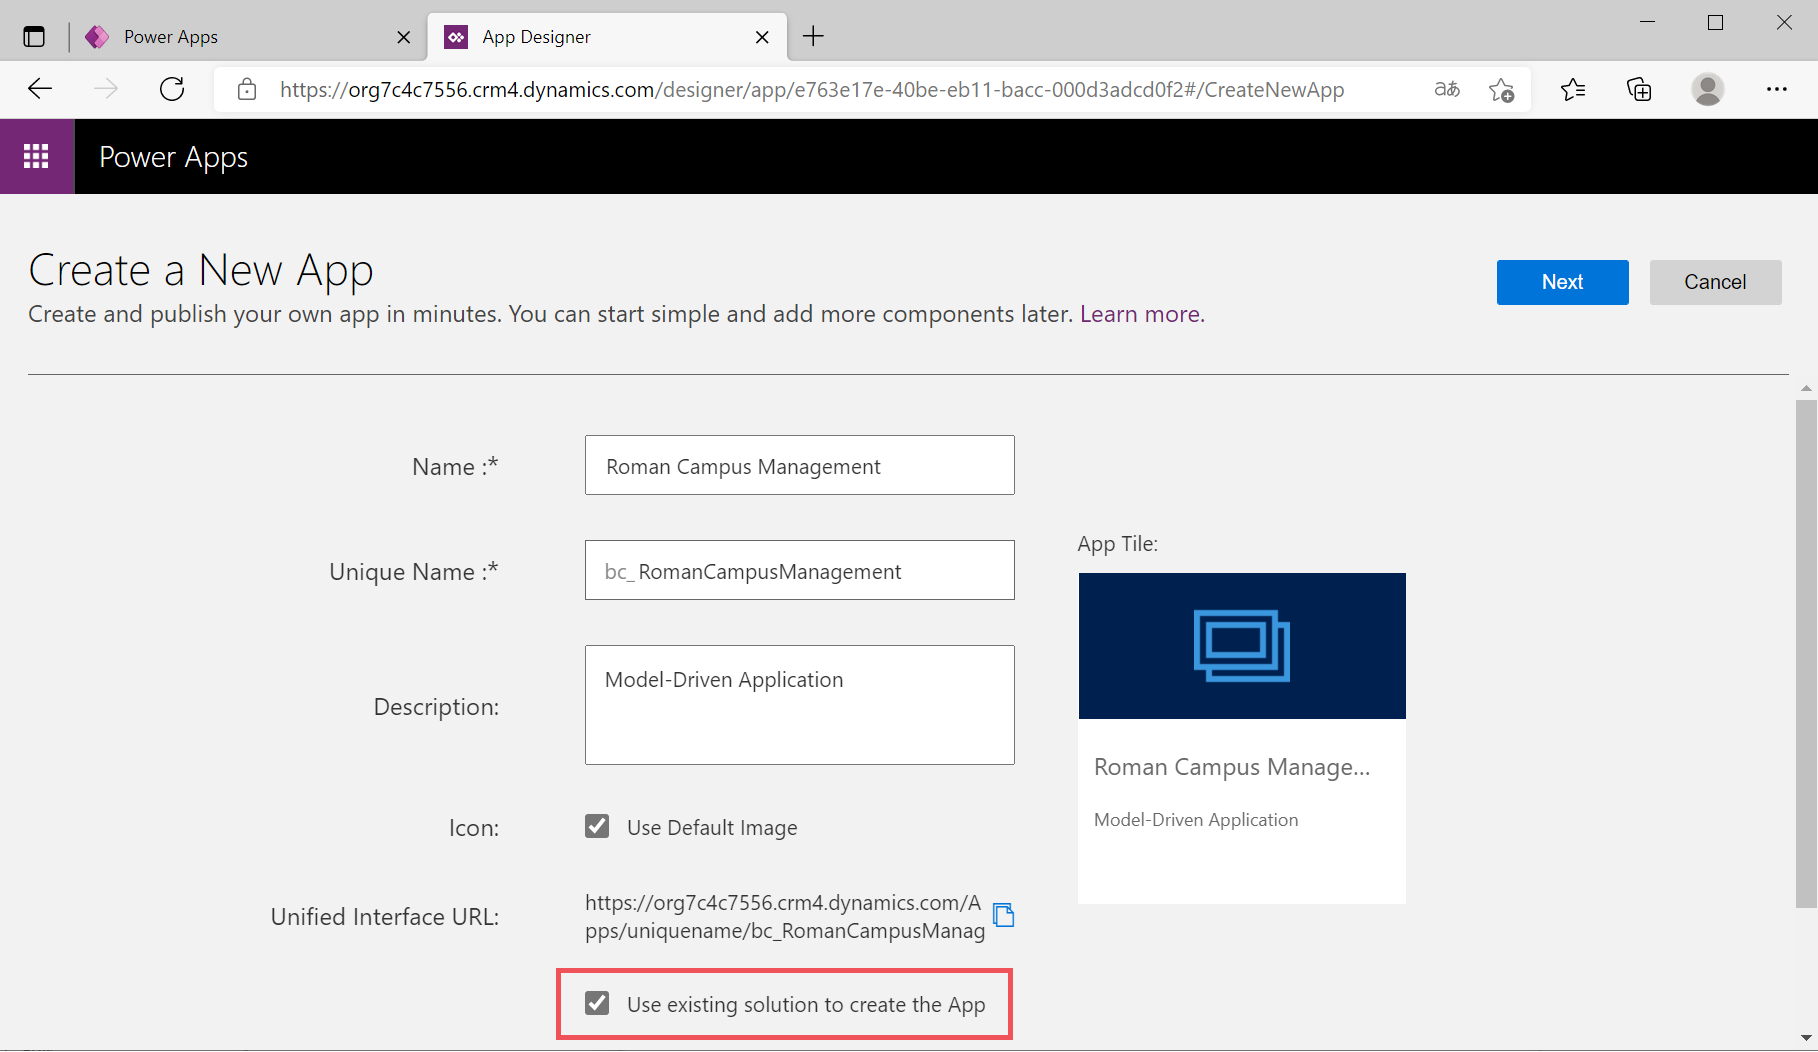 Power Apps
App Designer
https://org7c4c7556.crm4.dynamics.com/designer/app/e763e17e-40be-eb11-bacc-000d3adcd0f2#/CreateNewApp
aあ
Power Apps
Create a New App
Next
Cancel
Create and publish your own app in minutes. You can start simple and add more components later. Learn more.
Name :*
Roman Campus Management
Unique Name :*
bc_ RomanCampusManagement
App Tile:
Description:
Model-Driven Application
Roman Campus Manage...
Model-Driven Application
Icon:
Use Default Image
Unified Interface URL:
https://org7c4c7556.crm4.dynamics.com/A
pps/uniquename/bc_RomanCampusManag
Use existing solution to create the App